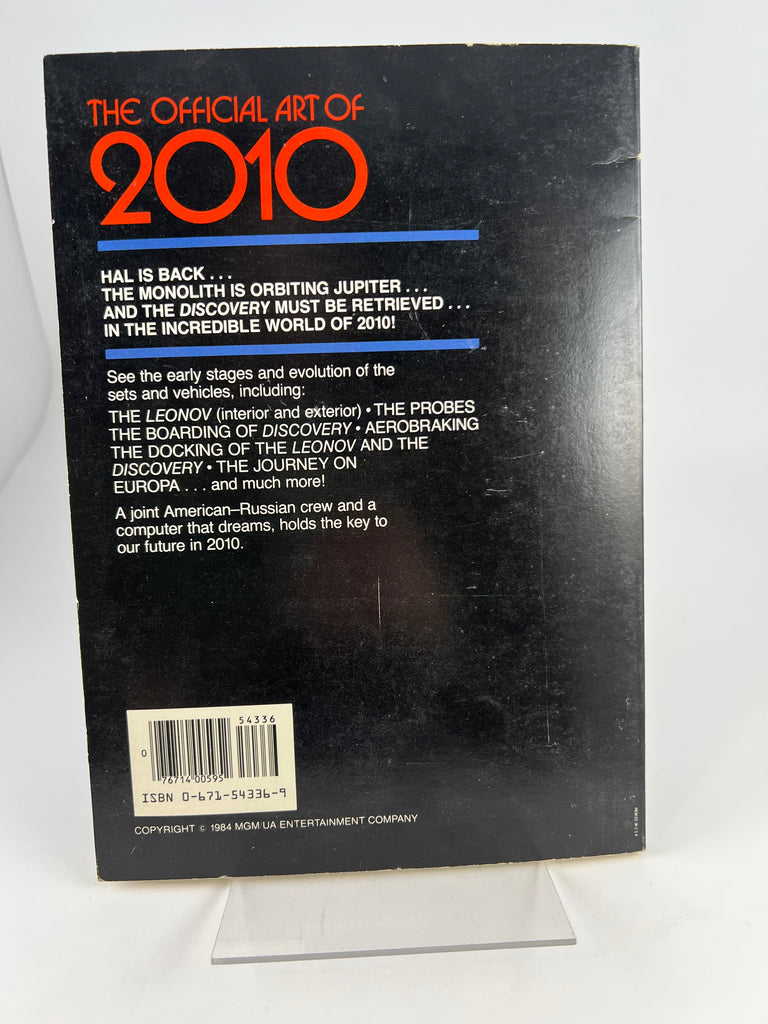 THE OFFICIAL ART OF
2010
HAL IS BACK . . .
THE MONOLITH IS ORBITING JUPITER . . .
AND THE DISCOVERY MUST BE RETRIEVED . . .
IN THE INCREDIBLE WORLD OF 2010!
See the early stages and evolution of the
sets and vehicles, including:
THE LEONOV (interior and exterior) • THE PROBES
THE BOARDING OF DISCOVERY • AEROBRAKING
THE DOCKING OF THE LEONOV AND THE
DISCOVERY • THE JOURNEY ON
EUROPA . . . and much more!
A joint American–Russian crew and a
computer that dreams, holds the key to
our future in 2010.
54336
0
76714 00595
ISBN 0-671-54336-9
COPYRIGHT © 1984 MGM/UA ENTERTAINMENT COMPANY